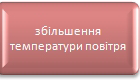 збільшення
температури повітря